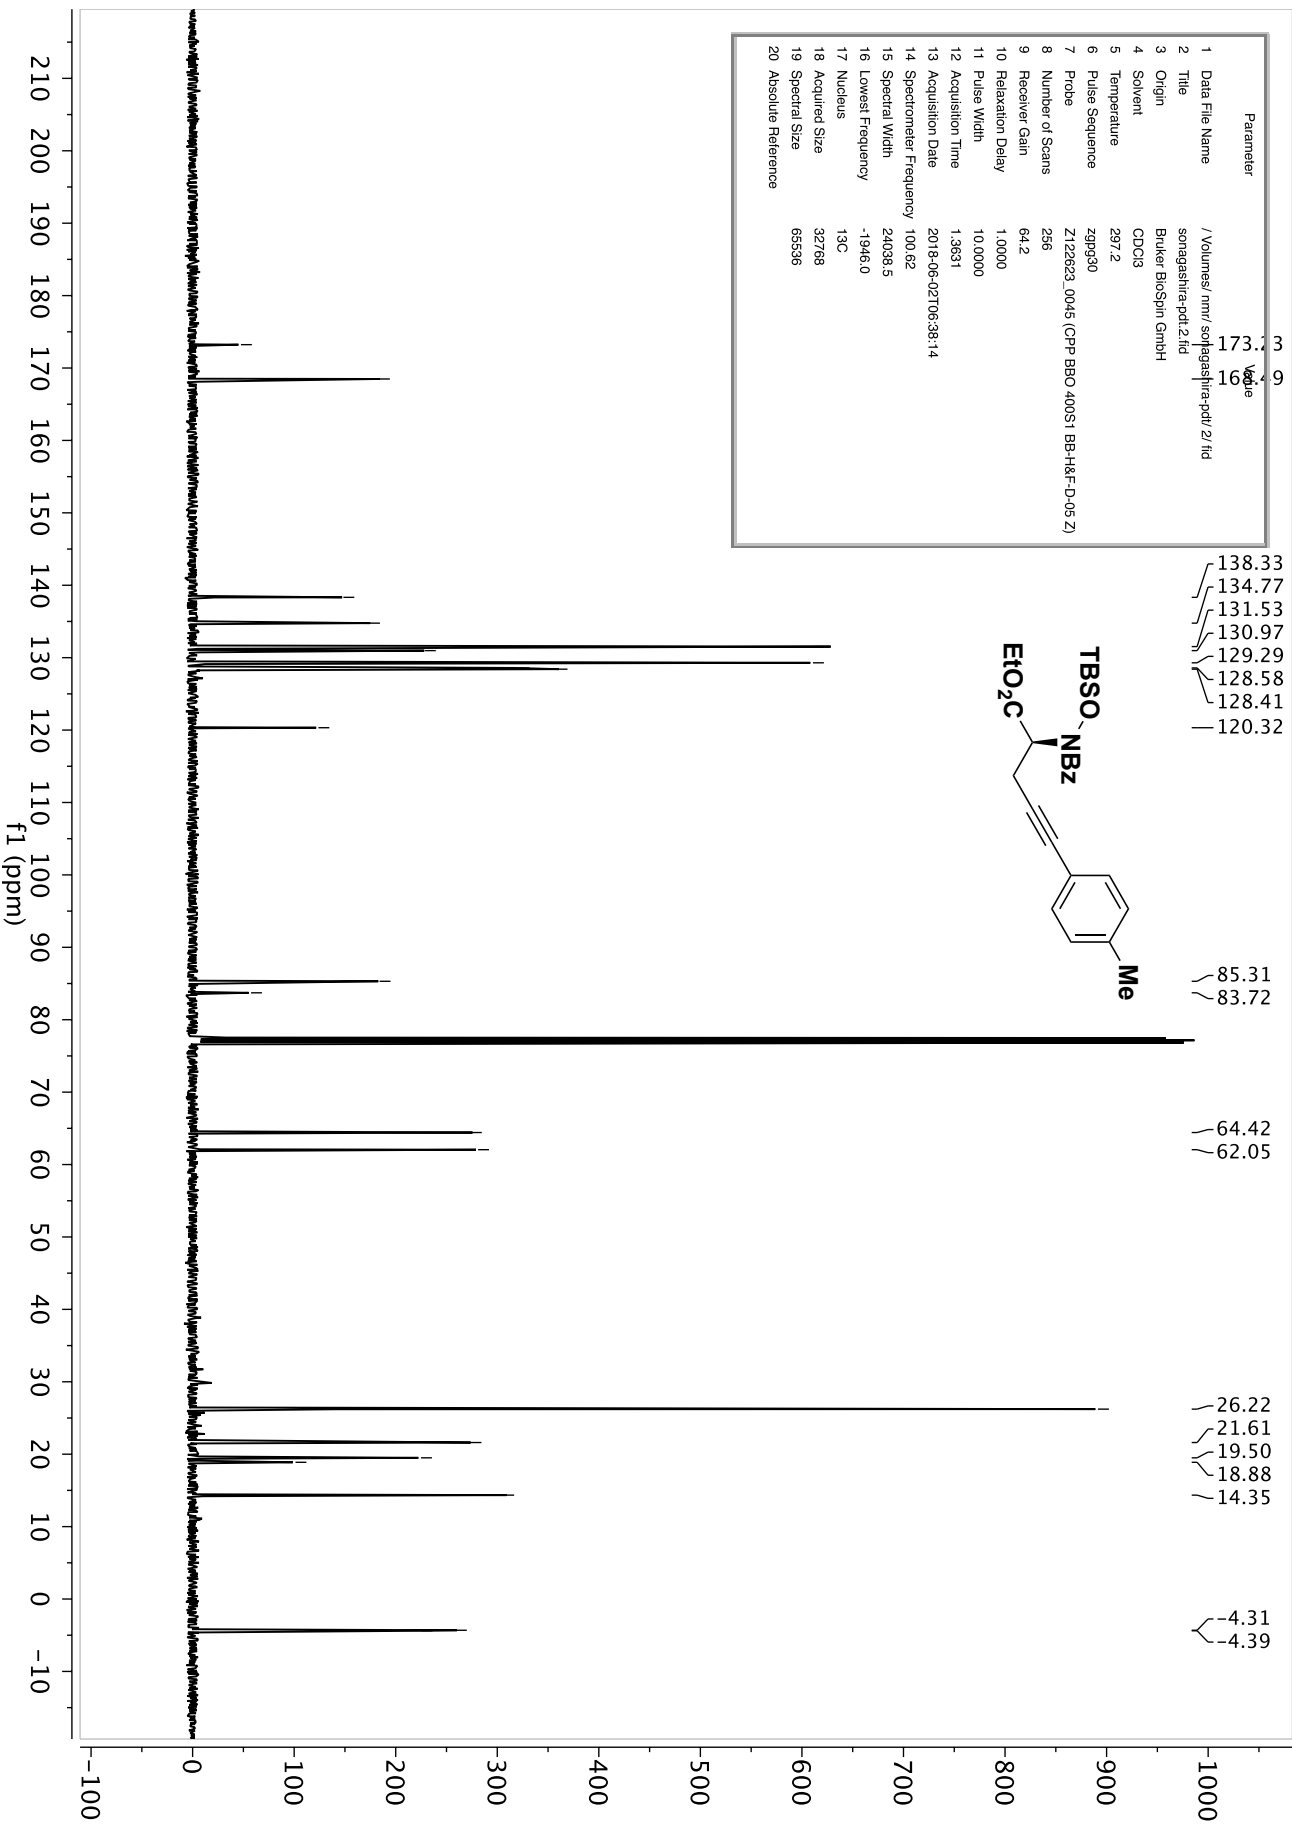 Parameter Value
1 Data File Name / Volumes/ nmr/ sonagashira-pdt/ 2/ fid
2 Title sonagashira-pdt.2.fid
3 Origin Bruker BioSpin GmbH
4 Solvent CDCl3
5 Temperature 297.2
6 Pulse Sequence zgpg30
7 Probe Z122623_0045 (CPP BBO 400S1 BB-H&F-D-05 Z)
8 Number of Scans 256
9 Receiver Gain 64.2
10 Relaxation Delay 1.0000
11 Pulse Width 10.0000
12 Acquisition Time 1.3631
13 Acquisition Date 2018-06-02T06:38:14
14 Spectrometer Frequency 100.62
15 Spectral Width 24038.5
16 Lowest Frequency -1946.0
17 Nucleus 13C
18 Acquired Size 32768
19 Spectral Size 65536
20 Absolute Reference
173.23
168.49
138.33
134.77
131.53
130.97
129.29
128.58
128.41
120.32
85.31
83.72
64.42
62.05
26.22
21.61
19.50
18.88
14.35
-4.31
-4.39
TBSO
NBz
EtO2C
Me
1000
900
800
700
600
500
400
300
200
100
0
-100
210 200 190 180 170 160 150 140 130 120 110 100 90 80 70 60 50 40 30 20 10 0 -10
f1 (ppm)